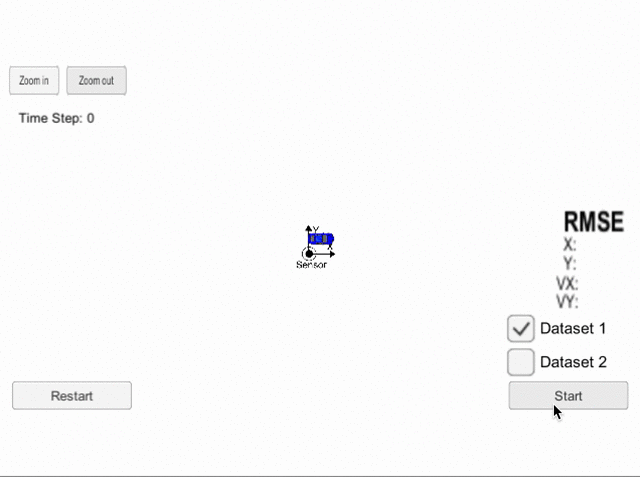 Zoom in
Zoom out
Time Step: 0
Y
X
Sensor
RMSE
X:
Y:
VX:
VY:
Dataset 1
Dataset 2
Restart
Start